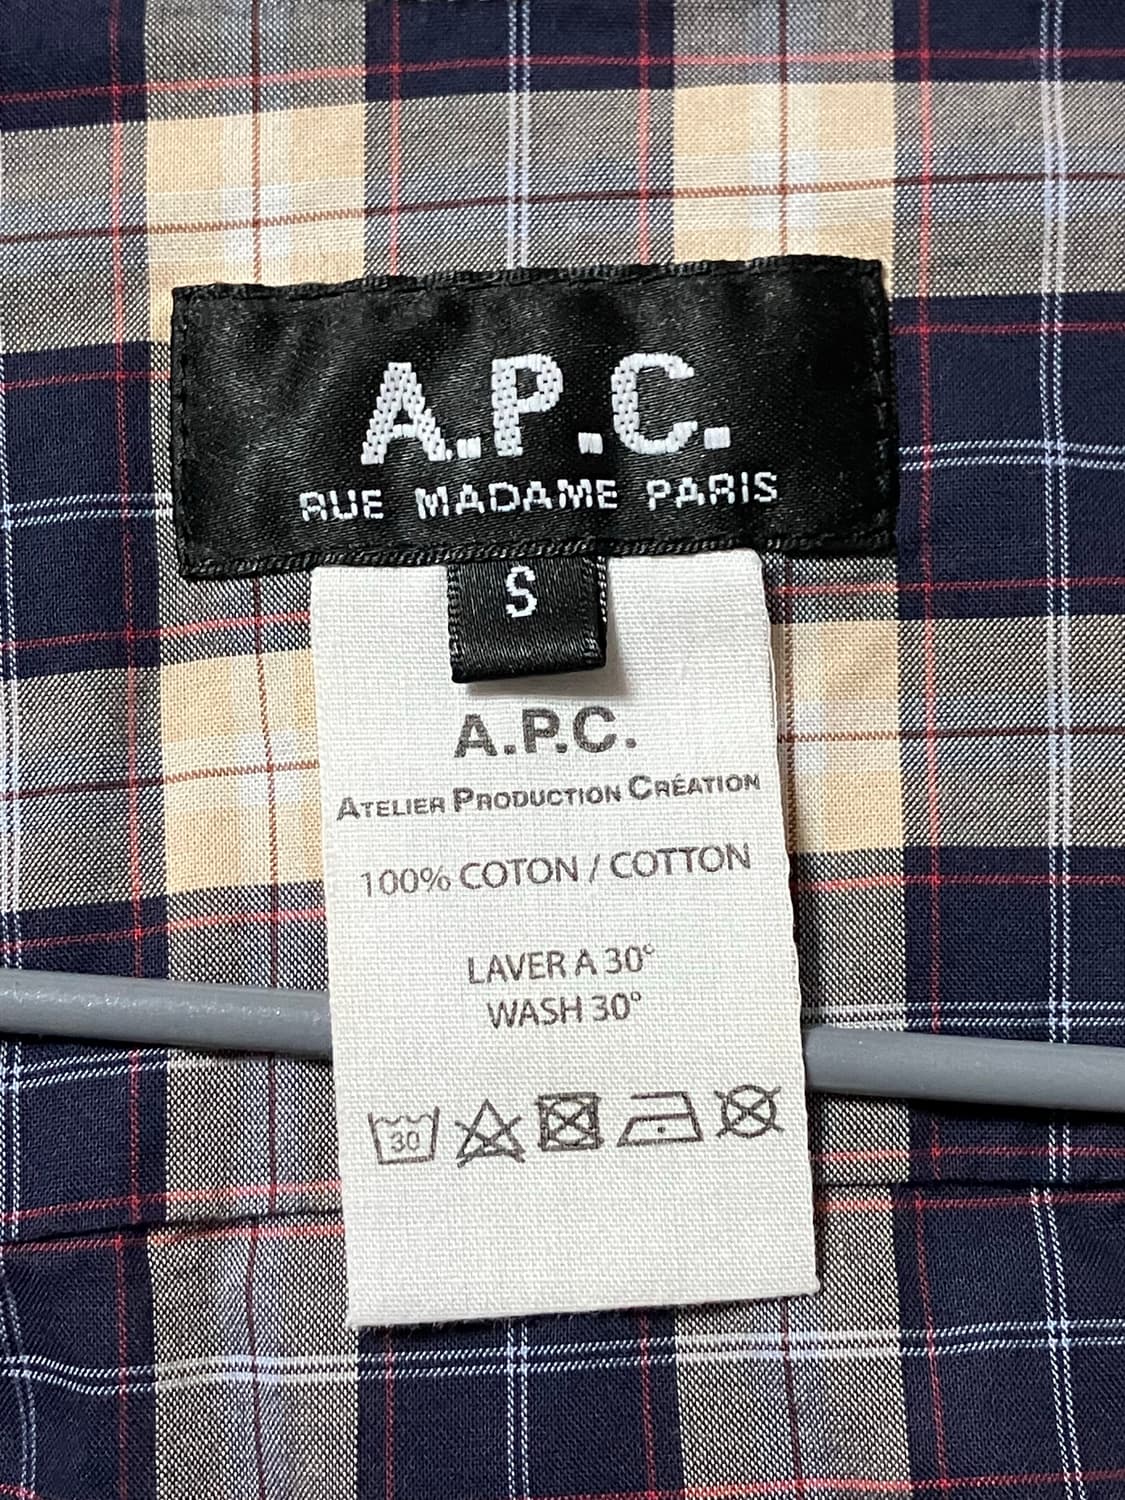 A.P.C.
RUE MADAME PARIS
S
A.P.C.
ATELIER PRODUCTION CRÉATION
100% COTON / COTTON
LAVER A 30°
WASH 30°
30